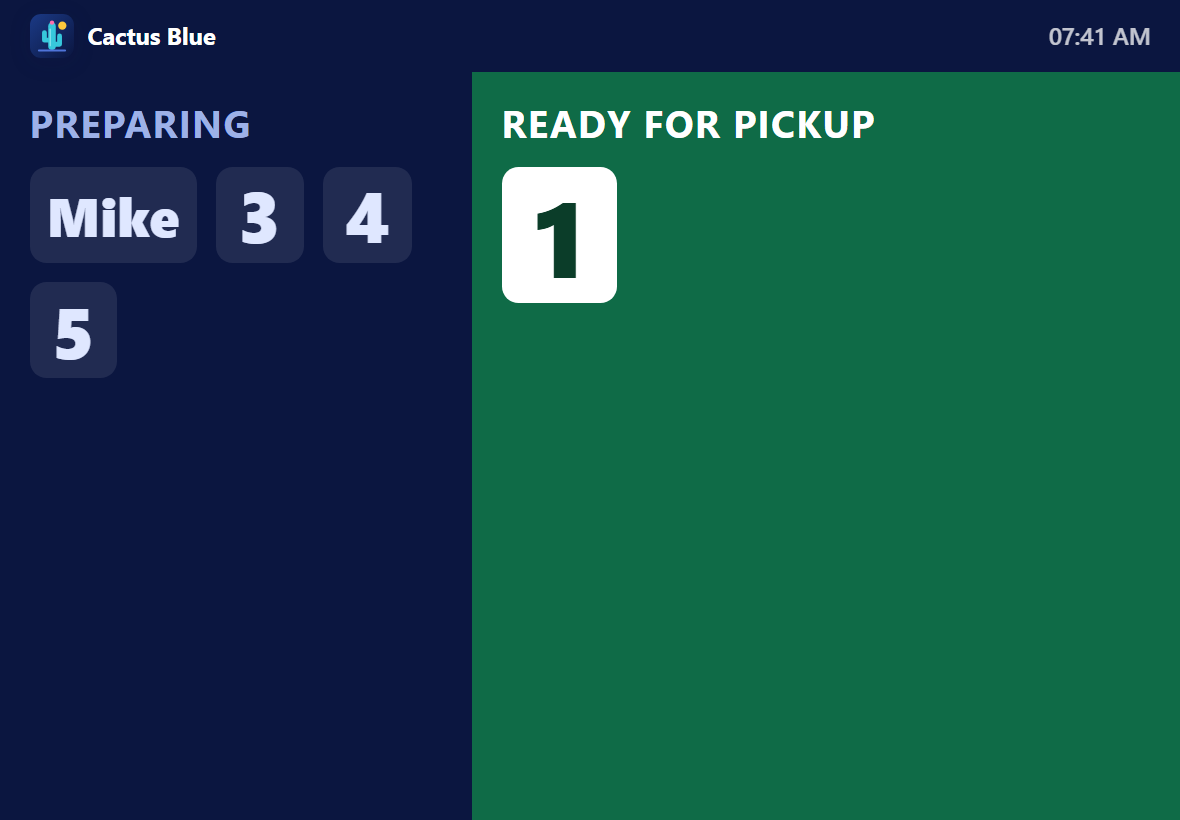 Cactus Blue
07:41 AM
PREPARING
Mike 3 4
5
READY FOR PICKUP
1